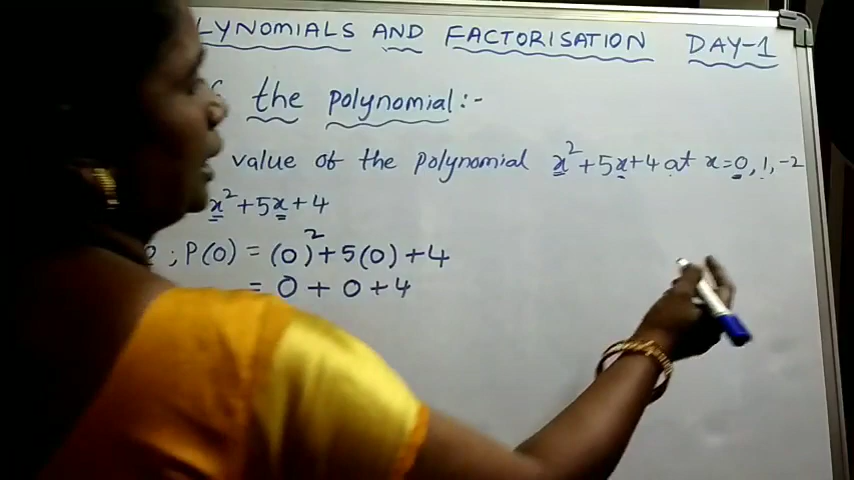 LYNOMIALS AND FACTORISATION DAY-1
the polynomial:-
value of the polynomial x²+5x+4 at x=0,1,-2
x²+5x+4
; P(0) = (0)²+5(0)+4
= 0+0+4